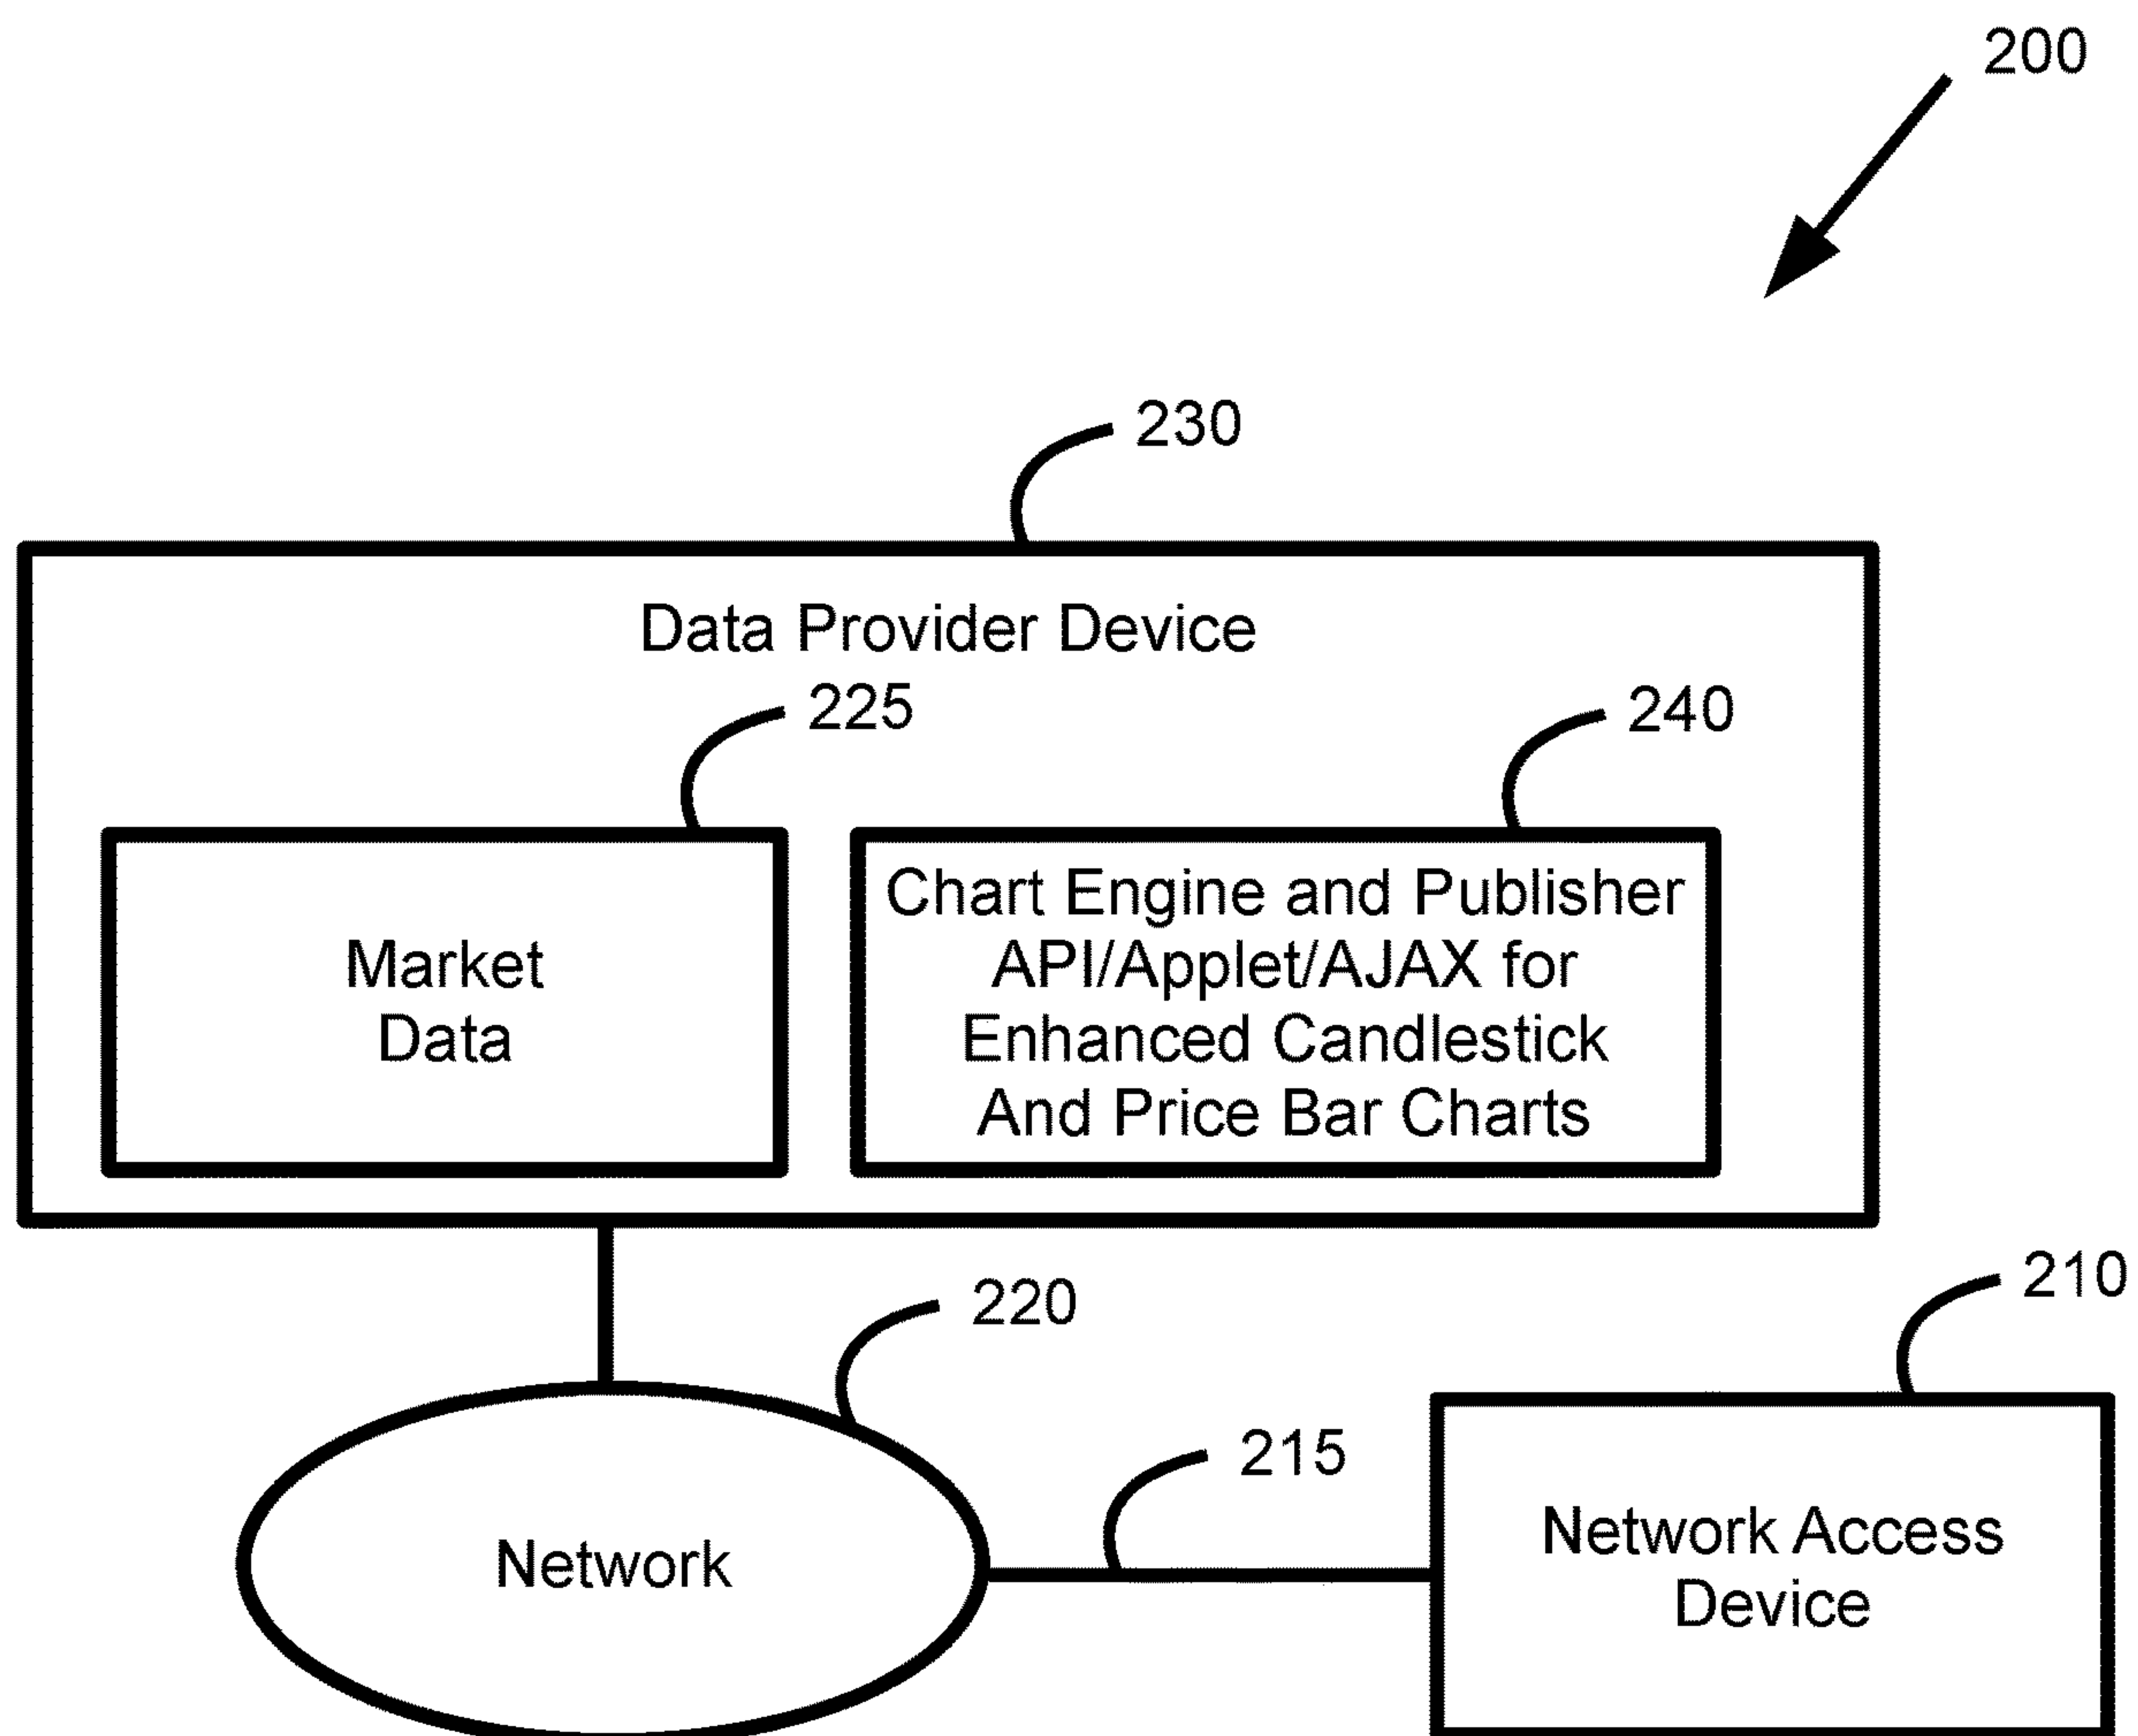 200
230
Data Provider Device
225
240
Market
Data
Chart Engine and Publisher
API/Applet/AJAX for
Enhanced Candlestick
And Price Bar Charts
220
210
215
Network
Network Access
Device